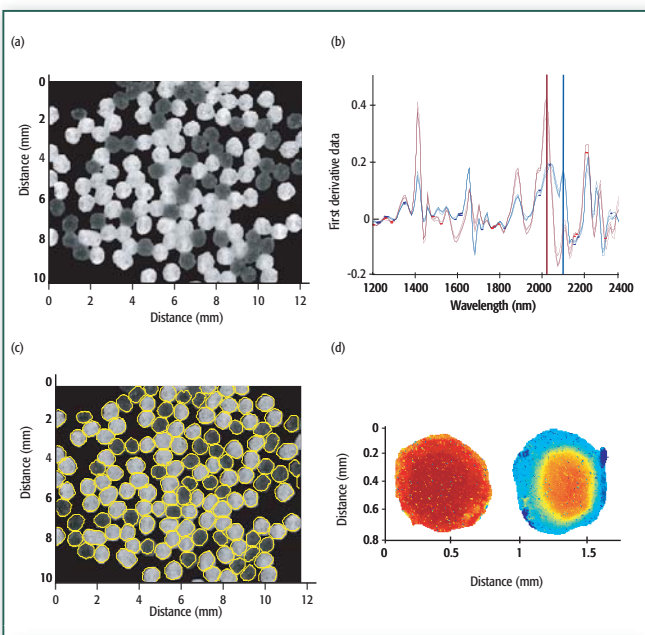 (a)
0
2
4
6
8
10
Distance (mm)
0 2 4 6 8 10 12
Distance (mm)
(b)
0.4
0.2
0
-0.2
First derivative data
1200 1400 1600 1800 2000 2200 2400
Wavelength (nm)
(c)
0
2
4
6
8
10
Distance (mm)
0 2 4 6 8 10 12
Distance (mm)
(d)
0
0.2
0.4
0.6
0.8
Distance (mm)
0 0.5 1 1.5
Distance (mm)